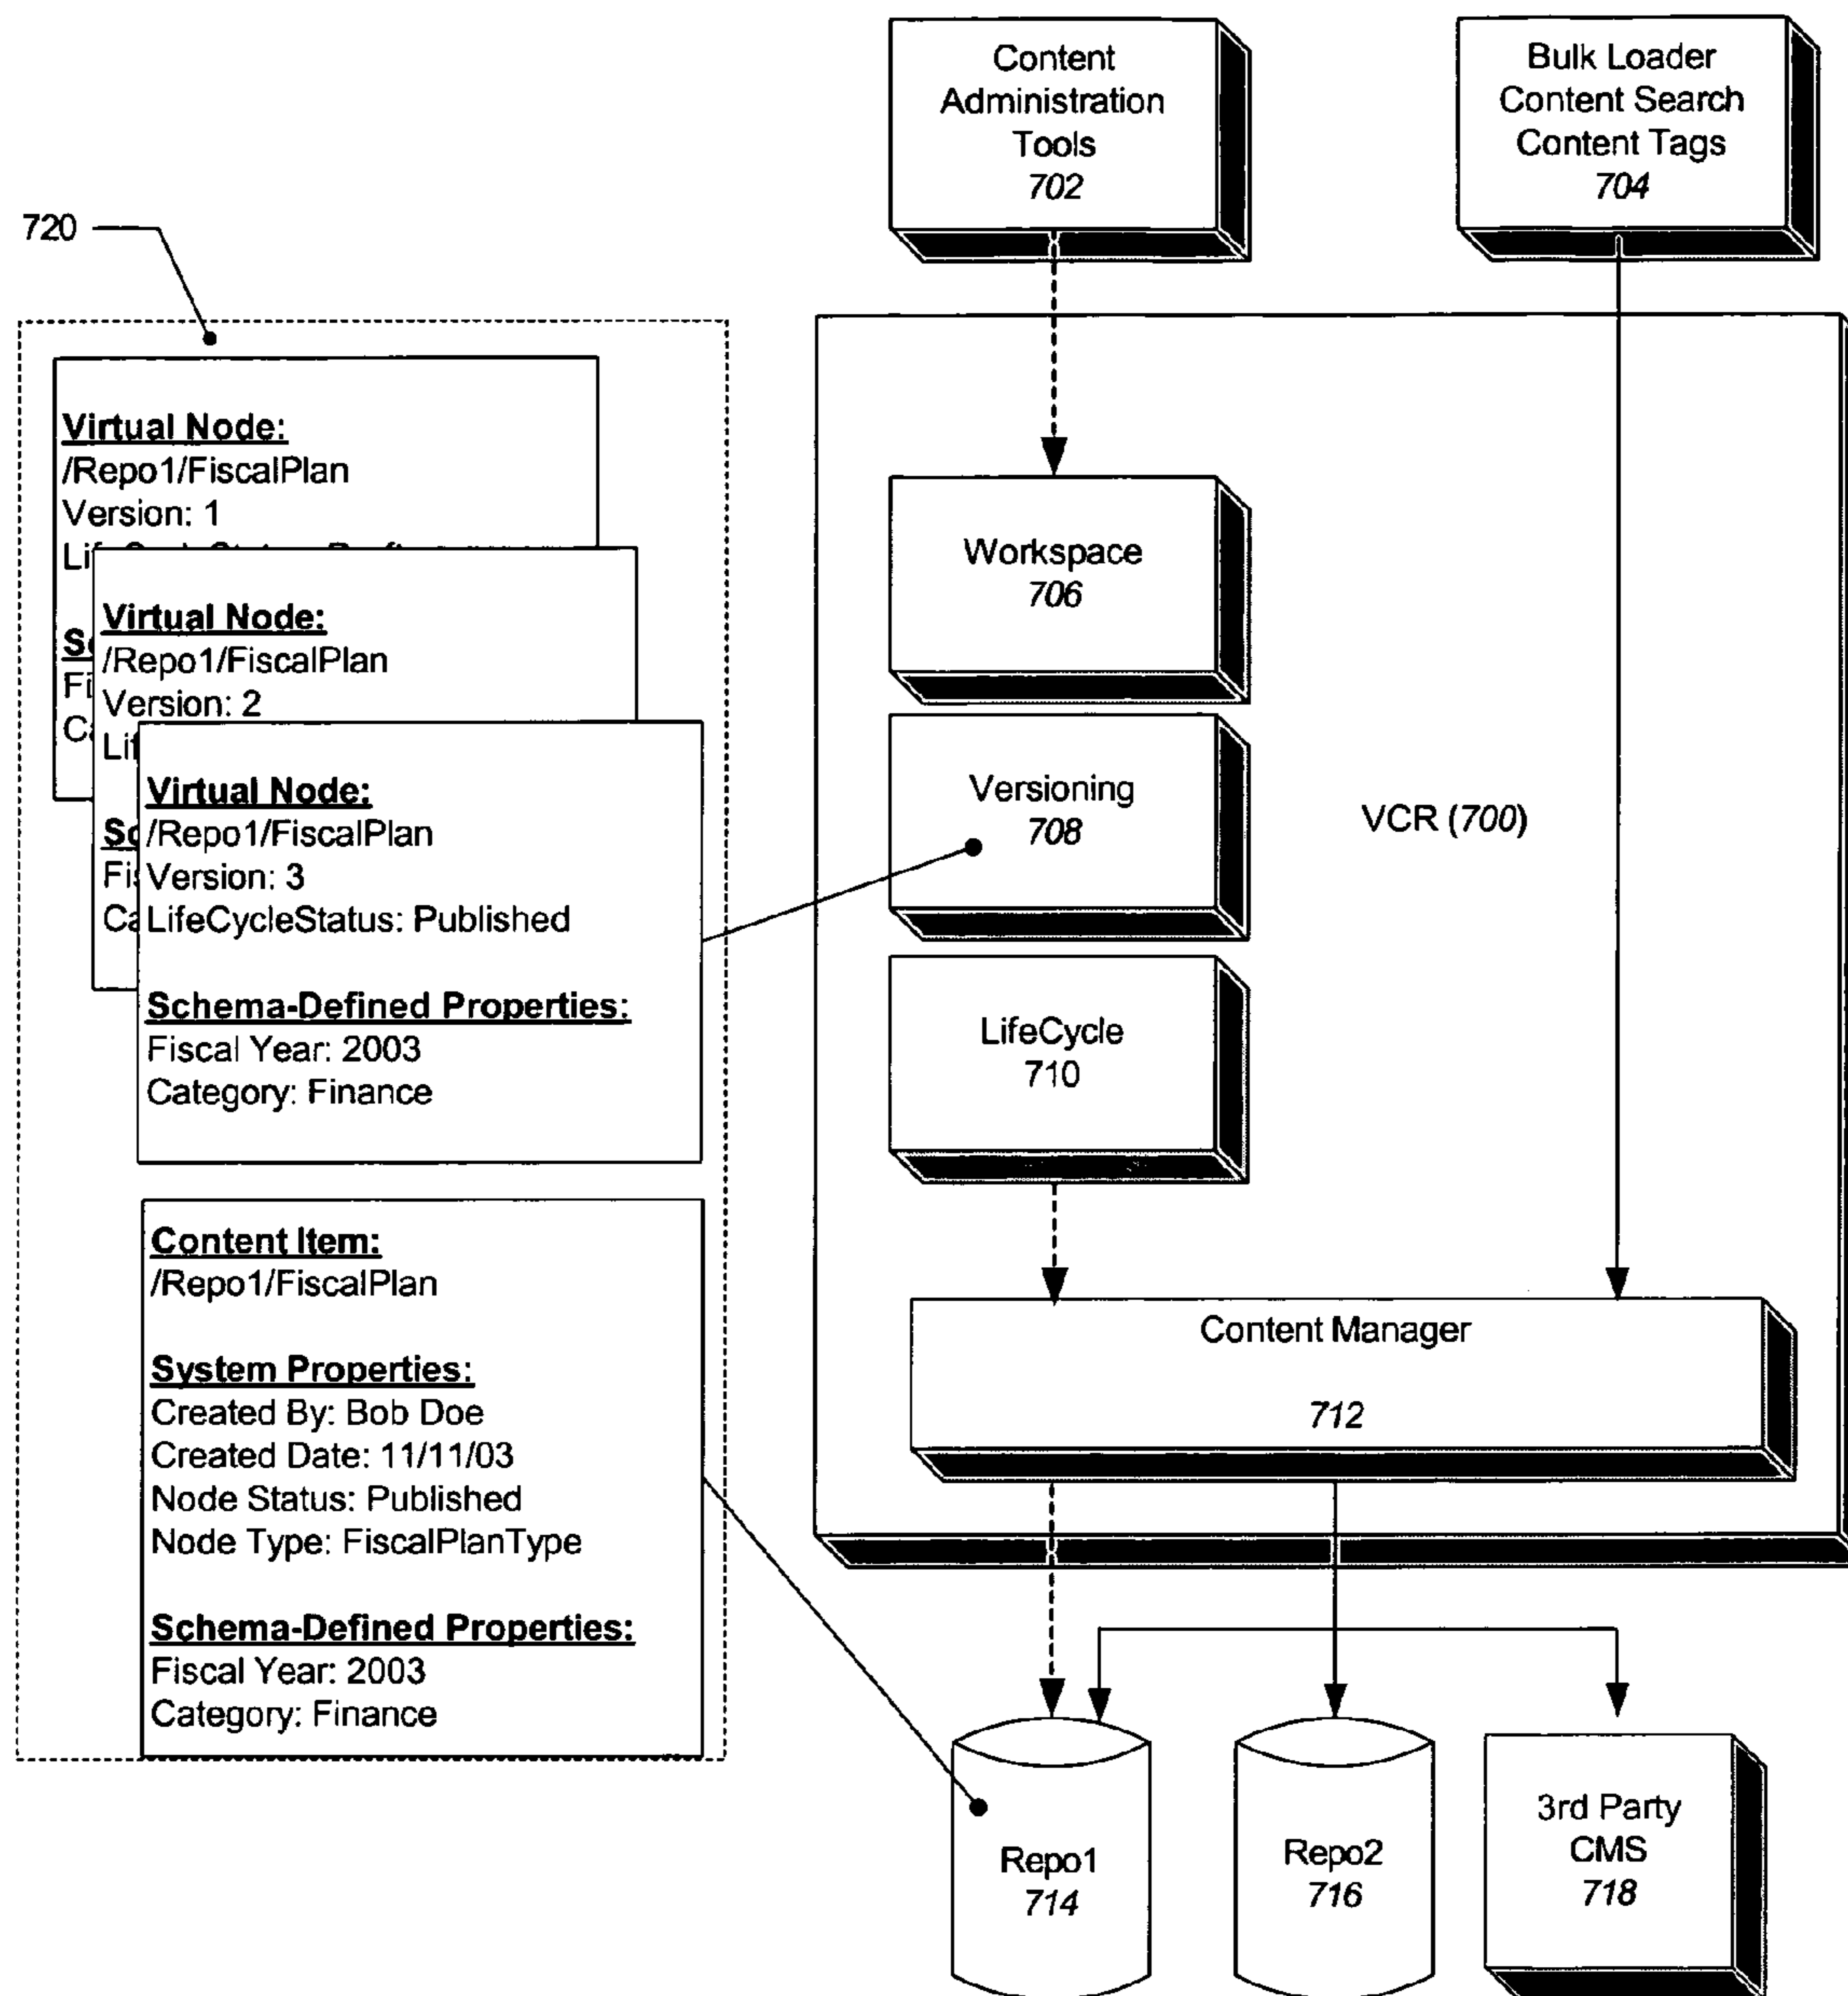 Content
Administration
Tools
702
Bulk Loader
Content Search
Content Tags
704
720
Virtual Node:
/Repo1/FiscalPlan
Version: 1
Virtual Node:
/Repo1/FiscalPlan
Version: 2
Virtual Node:
/Repo1/FiscalPlan
Version: 3
LifeCycleStatus: Published
Schema-Defined Properties:
Fiscal Year: 2003
Category: Finance
Content Item:
/Repo1/FiscalPlan
System Properties:
Created By: Bob Doe
Created Date: 11/11/03
Node Status: Published
Node Type: FiscalPlanType
Schema-Defined Properties:
Fiscal Year: 2003
Category: Finance
Workspace
706
Versioning
708
VCR (700)
LifeCycle
710
Content Manager
712
Repo1
714
Repo2
716
3rd Party
CMS
718